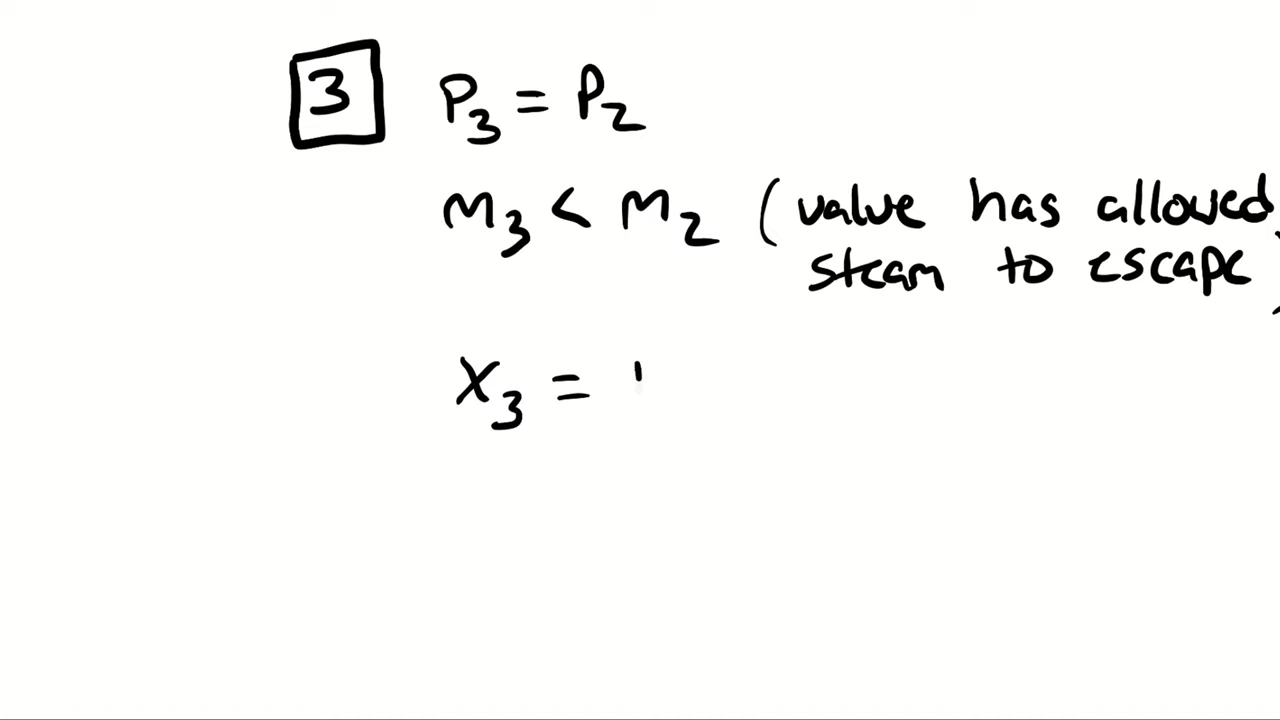 3 P₃ = P₂
m₃ < m₂ (value has allowed
steam to escape)
x₃ =